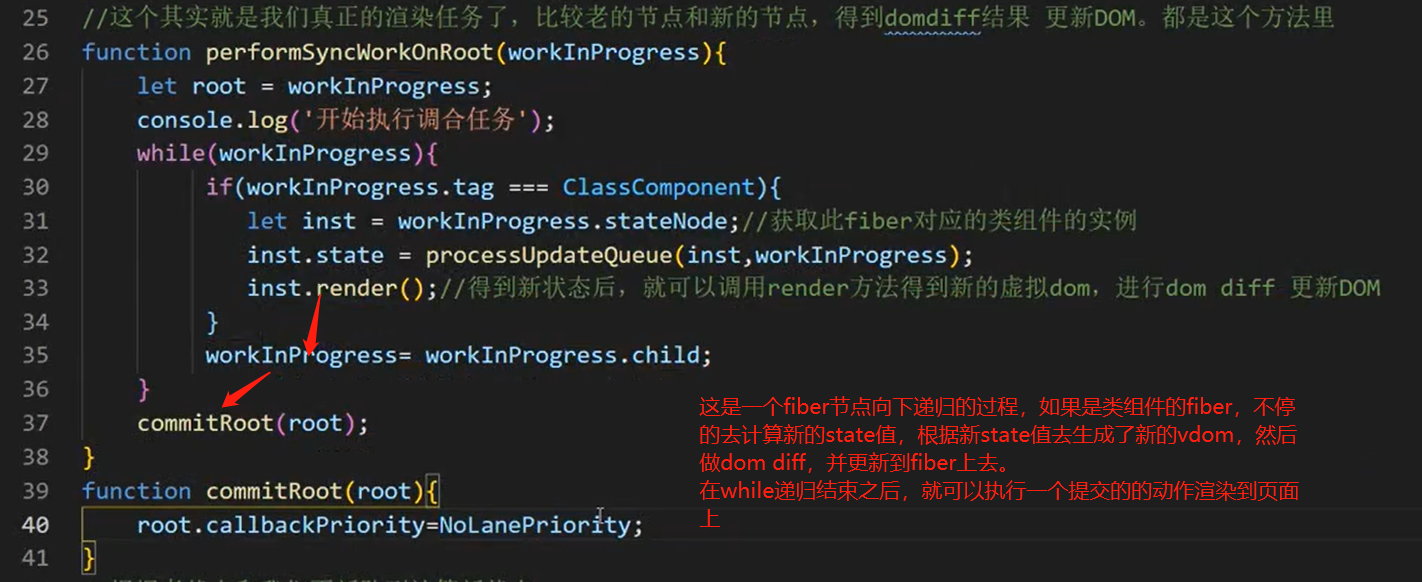 25 //这个其实就是我们真正的渲染任务了，比较老的节点和新的节点，得到domdiff结果 更新DOM。都是这个方法里
26 function performSyncWorkOnRoot(workInProgress){
27 let root = workInProgress;
28 console.log('开始执行调合任务');
29 while(workInProgress){
30 if(workInProgress.tag === ClassComponent){
31 let inst = workInProgress.stateNode;//获取此fiber对应的类组件的实例
32 inst.state = processUpdateQueue(inst,workInProgress);
33 inst.render();//得到新状态后，就可以调用render方法得到新的虚拟dom，进行dom diff 更新DOM
34 }
35 workInProgress= workInProgress.child;
36 }
37 commitRoot(root);
38 }
39 function commitRoot(root){
40 root.callbackPriority=NoLanePriority;
41 }
这是一个fiber节点向下递归的过程，如果是类组件的fiber，不停
的去计算新的state值，根据新state值去生成了新的vdom，然后
做dom diff，并更新到fiber上去。
在while递归结束之后，就可以执行一个提交的的动作渲染到页面
上